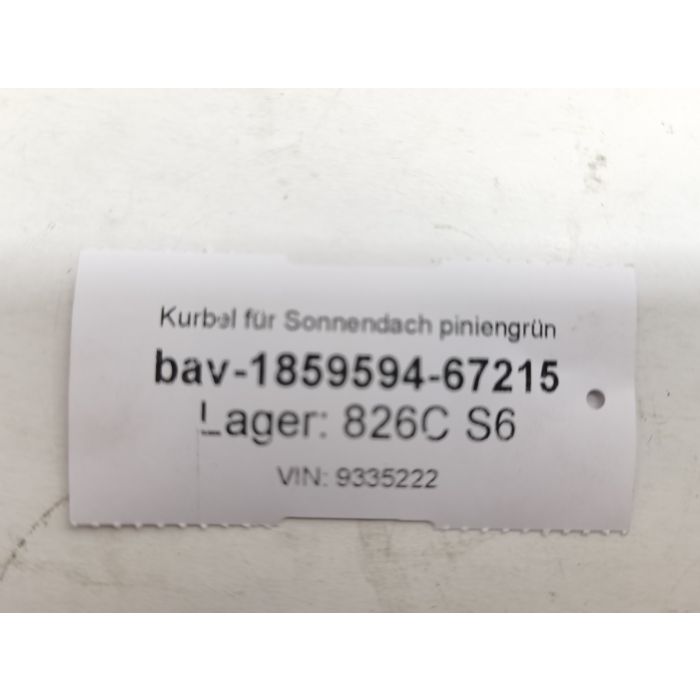 Kurbel für Sonnendach piniengrün
bav-1859594-67215
Lager: 826C S6
VIN: 9335222